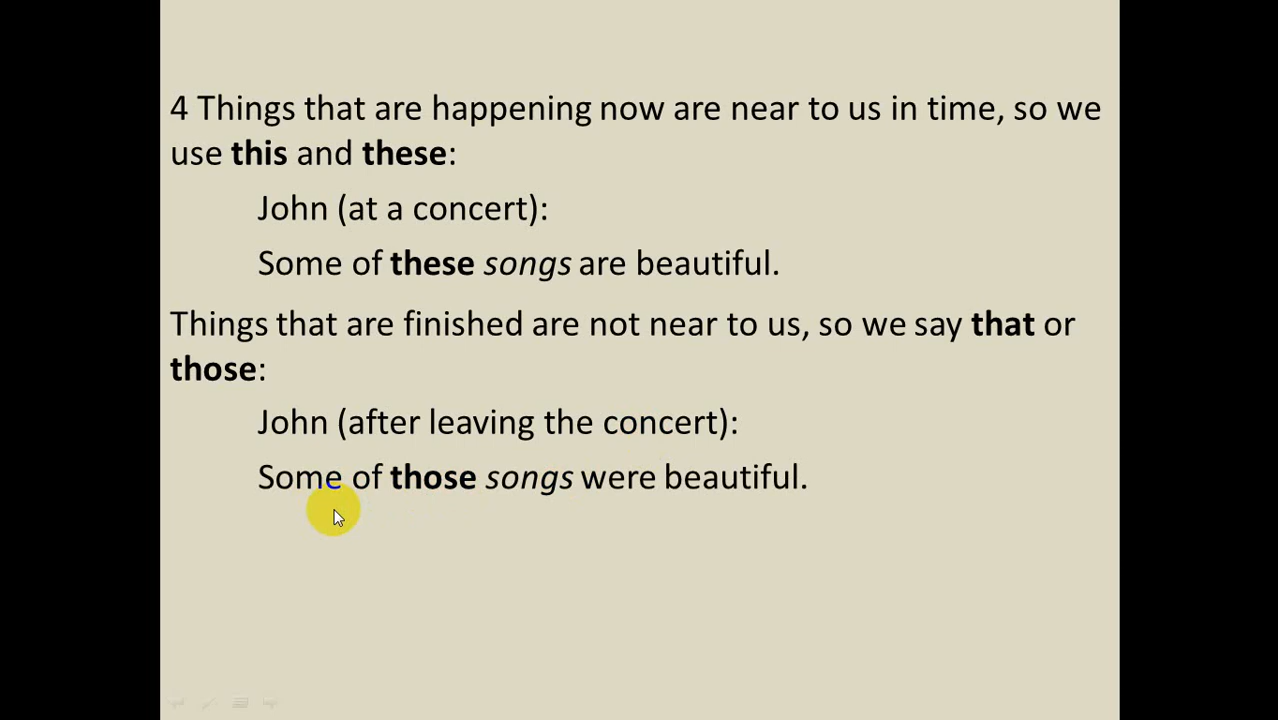 4 Things that are happening now are near to us in time, so we
use this and these:
John (at a concert):
Some of these songs are beautiful.
Things that are finished are not near to us, so we say that or
those:
John (after leaving the concert):
Some of those songs were beautiful.